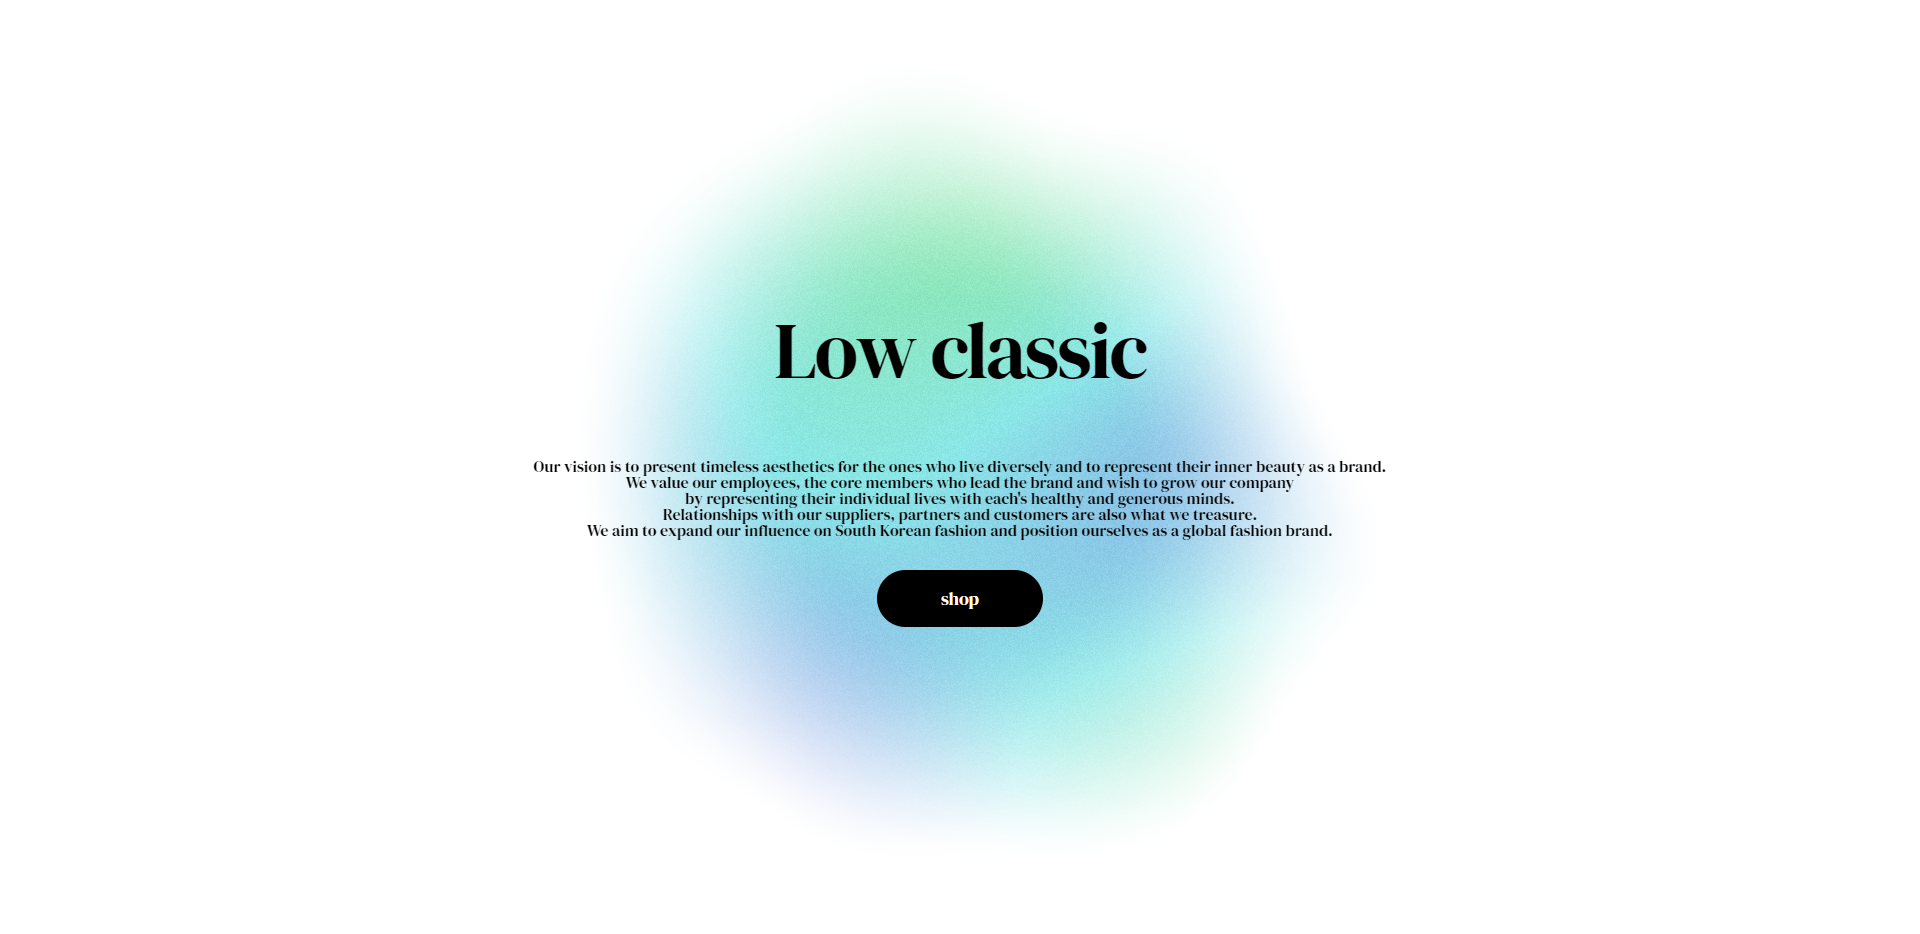 Low classic
Our vision is to present timeless aesthetics for the ones who live diversely and to represent their inner beauty as a brand.
We value our employees, the core members who lead the brand and wish to grow our company
by representing their individual lives with each's healthy and generous minds.
Relationships with our suppliers, partners and customers are also what we treasure.
We aim to expand our influence on South Korean fashion and position ourselves as a global fashion brand.
shop